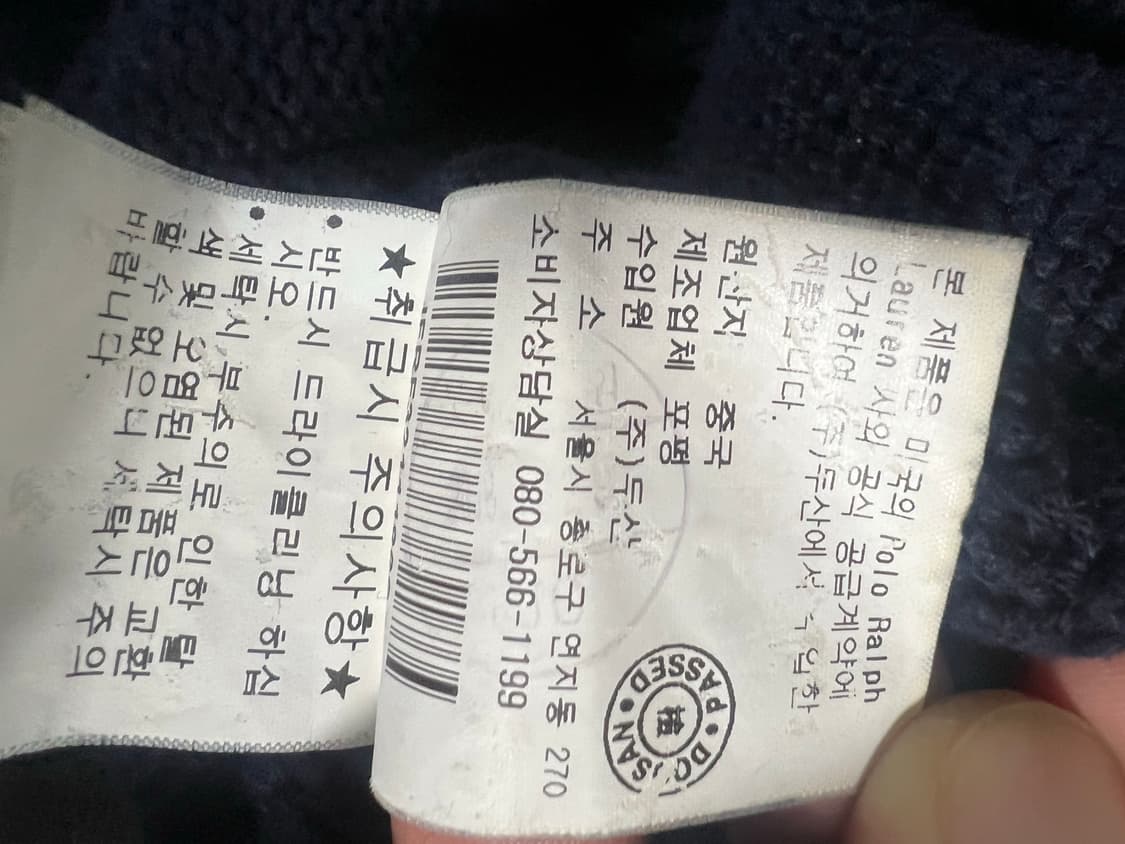 본 제품은 미국의 Polo Ralph
Lauren 사의 공식 공급계약에
의거하여 (주)두산에서 수입한
제품입니다.
원산지 중국
제조업체
수입원 (주)두산
주 소 서울시 종로구 연지동 270
소비자상담실 080-566-1199
DOOSAN PASSED
檢
★취급시 주의사항★
● 반드시 드라이클리닝 하십
시오.
● 세탁시 부주의로 인한 탈
색 및 오염된 제품은 교환
할 수 없으니 세탁시 주의
바랍니다.